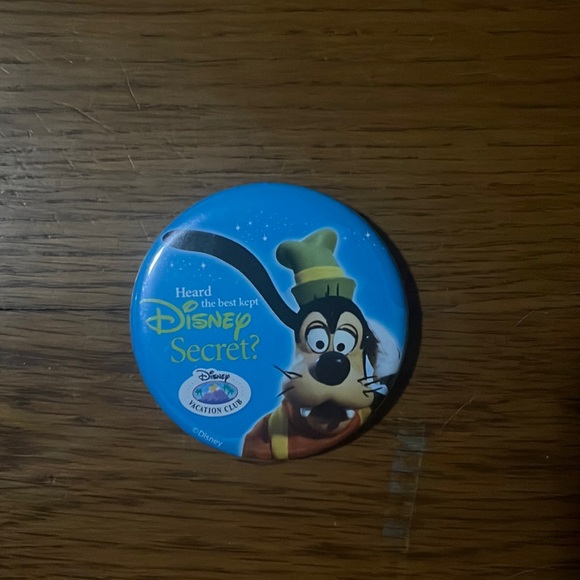 Heard
the best kept
Disney
Secret?
Disney
VACATION CLUB
©Disney